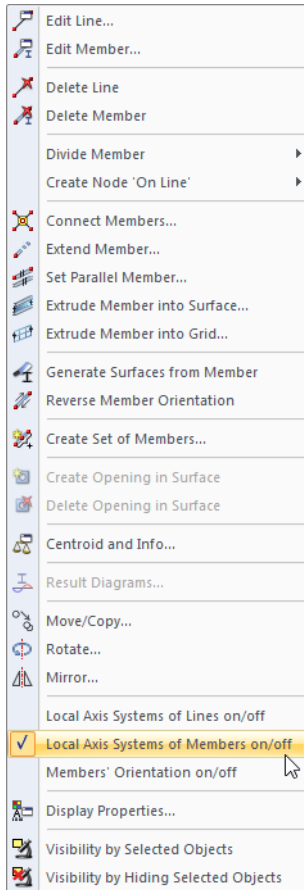 Edit Line...
Edit Member...
Delete Line
Delete Member
Divide Member
Create Node 'On Line'
Connect Members...
Extend Member...
Set Parallel Member...
Extrude Member into Surface...
Extrude Member into Grid...
Generate Surfaces from Member
Reverse Member Orientation
Create Set of Members...
Create Opening in Surface
Delete Opening in Surface
Centroid and Info...
Result Diagrams...
Move/Copy...
Rotate...
Mirror...
Local Axis Systems of Lines on/off
Local Axis Systems of Members on/off
Members' Orientation on/off
Display Properties...
Visibility by Selected Objects
Visibility by Hiding Selected Objects